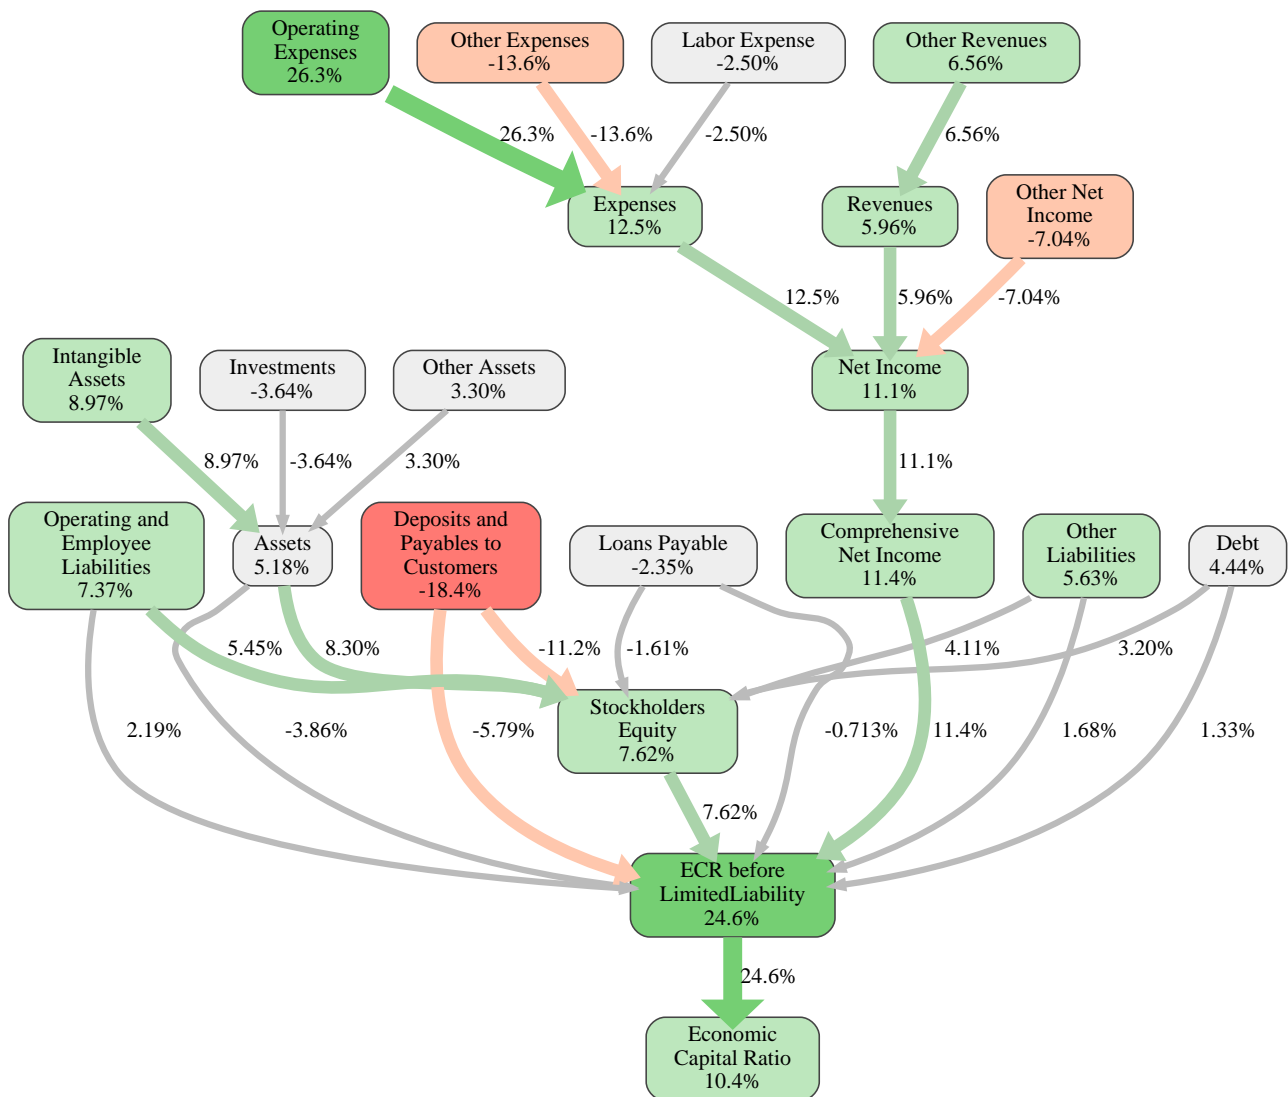 Operating
Expenses
26.3%
Other Expenses
-13.6%
Labor Expense
-2.50%
Other Revenues
6.56%
26.3%
-13.6%
-2.50%
6.56%
Expenses
12.5%
Revenues
5.96%
Other Net
Income
-7.04%
12.5%
5.96%
-7.04%
Intangible
Assets
8.97%
Investments
-3.64%
Other Assets
3.30%
Net Income
11.1%
8.97%
-3.64%
3.30%
11.1%
Operating and
Employee
Liabilities
7.37%
Assets
5.18%
Deposits and
Payables to
Customers
-18.4%
Loans Payable
-2.35%
Comprehensive
Net Income
11.4%
Other
Liabilities
5.63%
Debt
4.44%
5.45%
8.30%
-11.2%
-1.61%
4.11%
3.20%
Stockholders
Equity
7.62%
2.19%
-3.86%
-5.79%
-0.713%
11.4%
1.68%
1.33%
7.62%
ECR before
LimitedLiability
24.6%
24.6%
Economic
Capital Ratio
10.4%